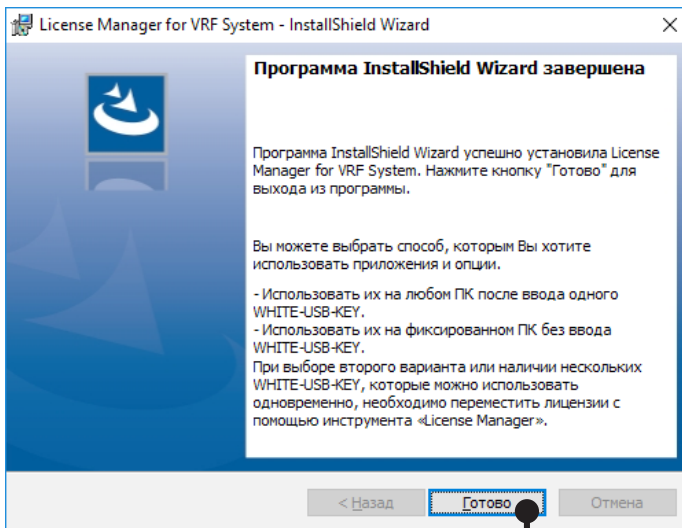 License Manager for VRF System - InstallShield Wizard
Программа InstallShield Wizard завершена
Программа InstallShield Wizard успешно установила License
Manager for VRF System. Нажмите кнопку "Готово" для
выхода из программы.
Вы можете выбрать способ, которым Вы хотите
использовать приложения и опции.
- Использовать их на любом ПК после ввода одного
WHITE-USB-KEY.
- Использовать их на фиксированном ПК без ввода
WHITE-USB-KEY.
При выборе второго варианта или наличии нескольких
WHITE-USB-KEY, которые можно использовать
одновременно, необходимо переместить лицензии с
помощью инструмента «License Manager».
< Назад
Готово
Отмена